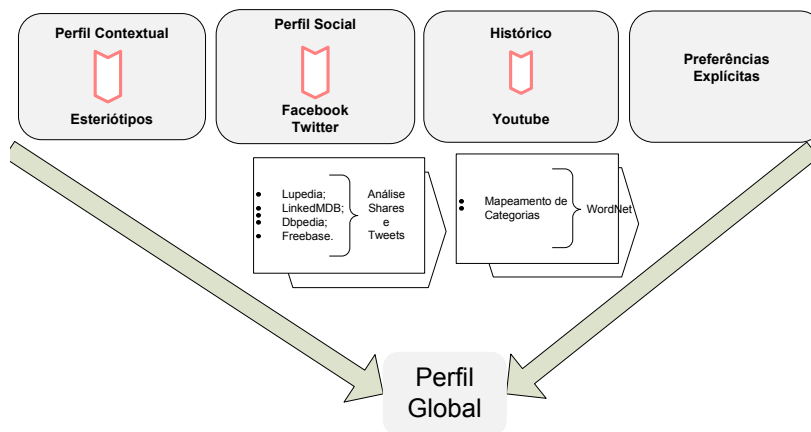 Perfil Contextual
Esteriótipos
Perfil Social
Facebook
Twitter
Histórico
Youtube
Preferências
Explícitas
Lupedia;
LinkedMDB;
Dbpedia;
Freebase.
Análise
Shares
e
Tweets
Mapeamento de
Categorias
WordNet
Perfil
Global